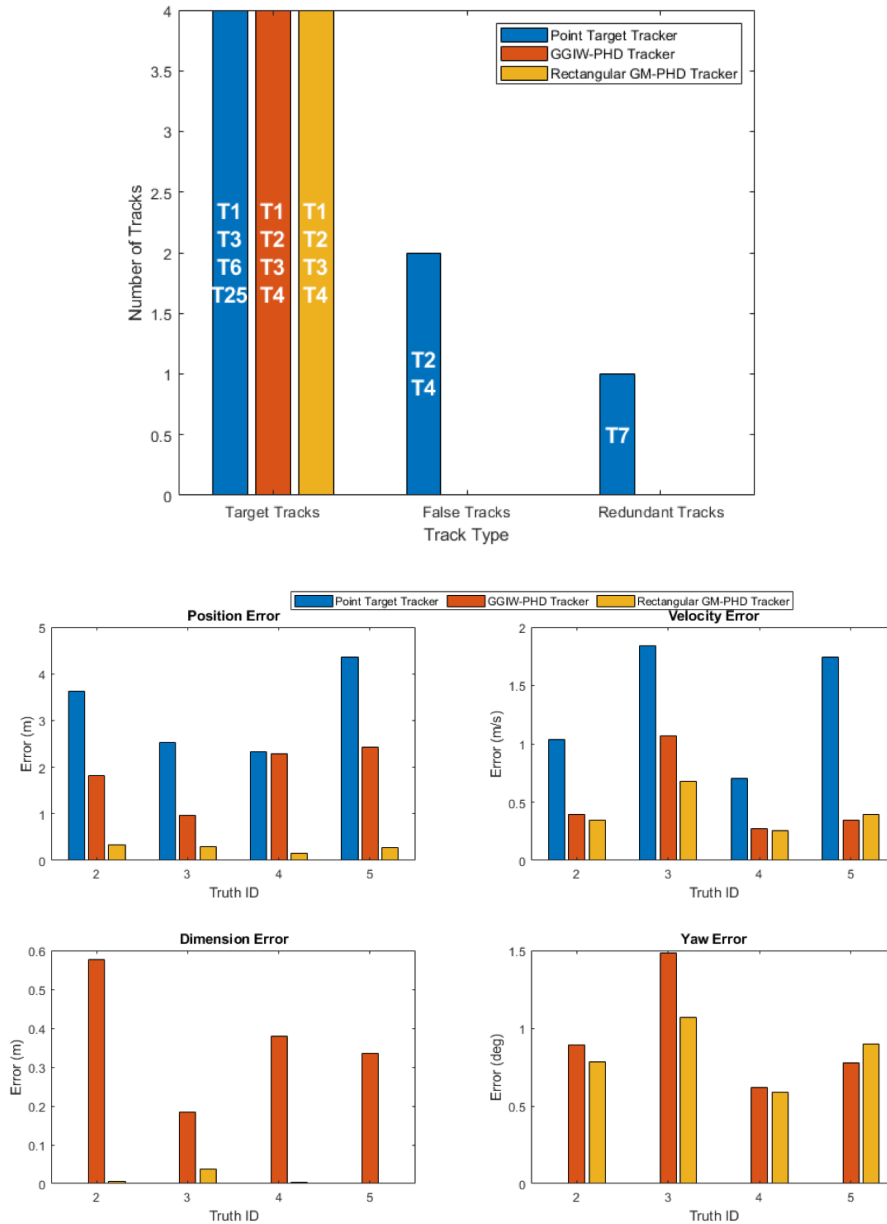 4
3.5
3
2.5
2
1.5
1
0.5
0
Number of Tracks
Point Target Tracker
GGIW-PHD Tracker
Rectangular GM-PHD Tracker
T1
T3
T6
T25
T1
T2
T3
T4
T1
T2
T3
T4
T2
T4
T7
Target Tracks
False Tracks
Redundant Tracks
Track Type
Point Target Tracker
GGIW-PHD Tracker
Rectangular GM-PHD Tracker
Position Error
5
4
3
2
1
0
Error (m)
2
3
4
5
Truth ID
Velocity Error
2
1.5
1
0.5
0
Error (m/s)
2
3
4
5
Truth ID
Dimension Error
0.6
0.5
0.4
0.3
0.2
0.1
0
Error (m)
2
3
4
5
Truth ID
Yaw Error
1.5
1
0.5
0
Error (deg)
2
3
4
5
Truth ID